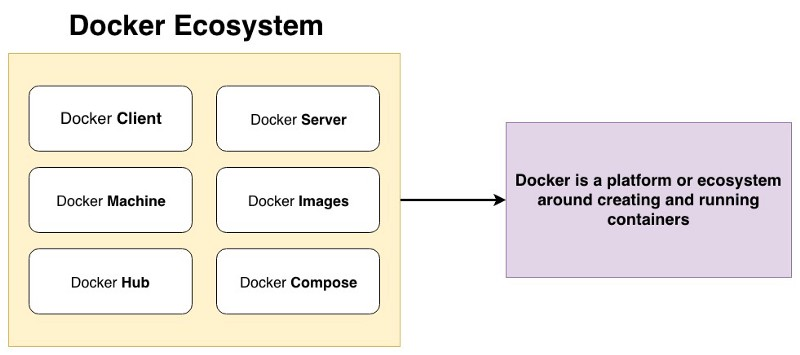 Docker Ecosystem
Docker Client
Docker Server
Docker Machine
Docker Images
Docker Hub
Docker Compose
Docker is a platform or ecosystem
around creating and running
containers